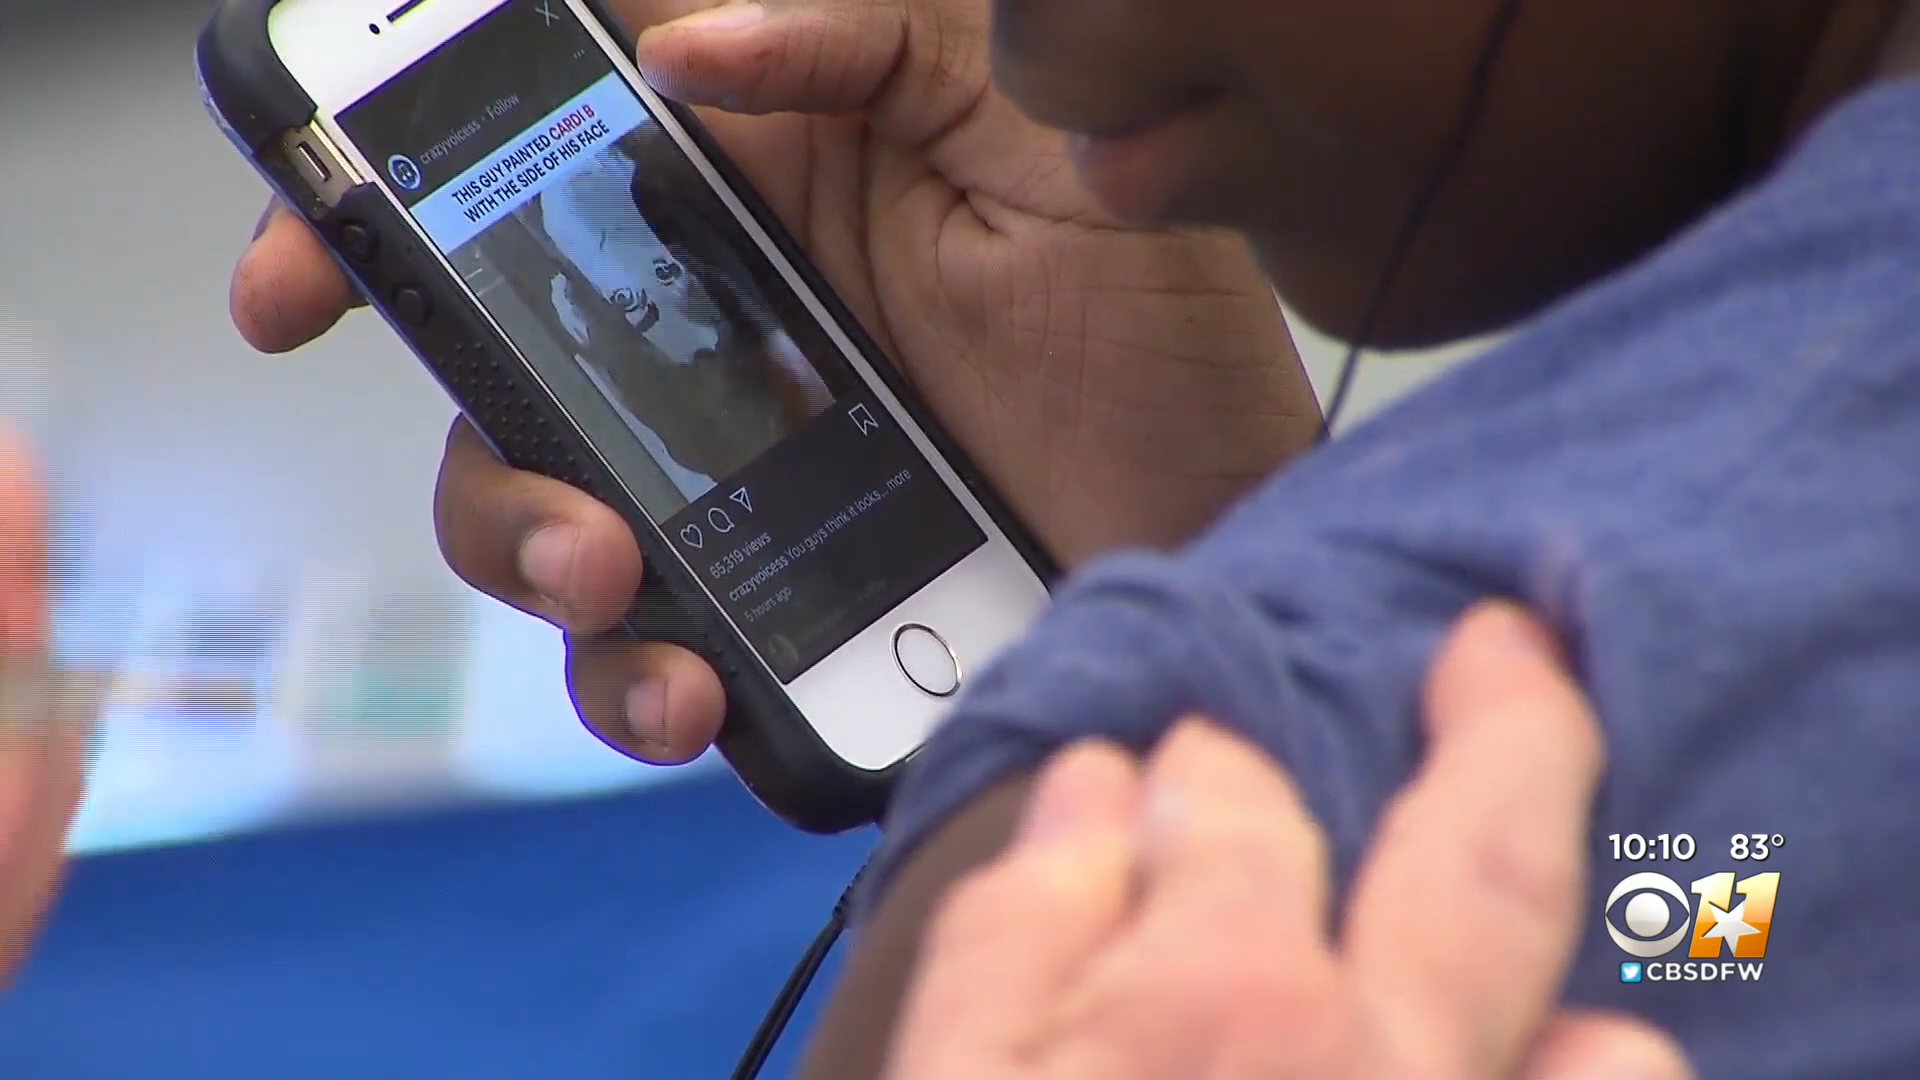 crazyvoicess · Follow
THIS GUY PAINTED CARDI B
WITH THE SIDE OF HIS FACE
65,319 views
crazyvoicess You guys think it looks... more
5 hours ago
10:10 83°
11
CBSDFW